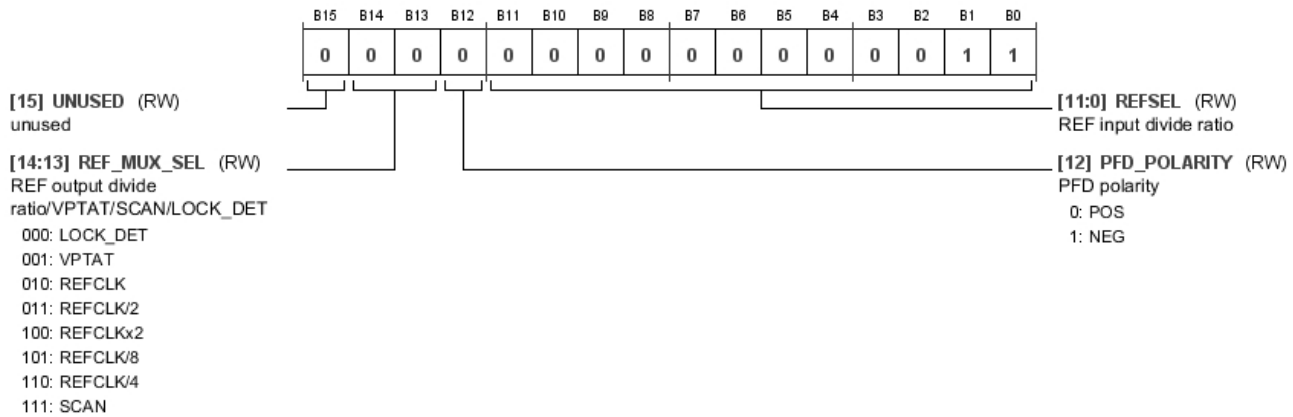 B15 B14 B13 B12 B11 B10 B9 B8 B7 B6 B5 B4 B3 B2 B1 B0
0 0 0 0 0 0 0 0 0 0 0 0 0 0 1 1
[15] UNUSED (RW)
unused
[14:13] REF_MUX_SEL (RW)
REF output divide
ratio/VPTAT/SCAN/LOCK_DET
000: LOCK_DET
001: VPTAT
010: REFCLK
011: REFCLK/2
100: REFCLKx2
101: REFCLK/8
110: REFCLK/4
111: SCAN
[11:0] REFSEL (RW)
REF input divide ratio
[12] PFD_POLARITY (RW)
PFD polarity
0: POS
1: NEG